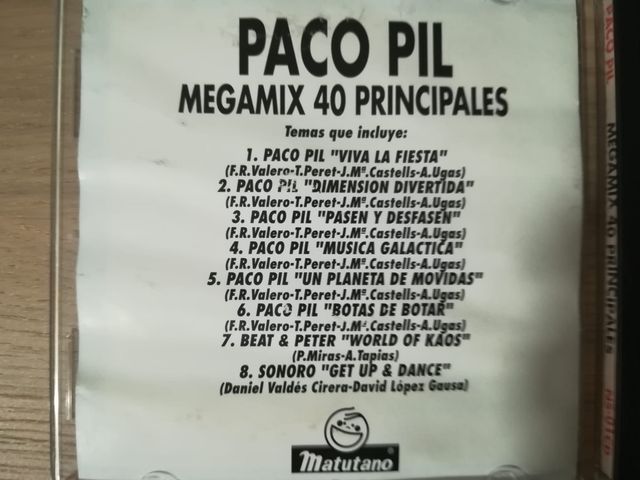 PACO PIL
MEGAMIX 40 PRINCIPALES
Temas que incluye:
1. PACO PIL "VIVA LA FIESTA"
(F.R.Valero-T.Peret-J.Mª.Castells-A.Ugas)
2. PACO PIL "DIMENSION DIVERTIDA"
(F.R.Valero-T.Peret-J.Mª.Castells-A.Ugas)
3. PACO PIL "PASEN Y DESFASEN"
(F.R.Valero-T.Peret-J.Mª.Castells-A.Ugas)
4. PACO PIL "MUSICA GALACTICA"
(F.R.Valero-T.Peret-J.Mª.Castells-A.Ugas)
5. PACO PIL "UN PLANETA DE MOVIDAS"
(F.R.Valero-T.Peret-J.Mª.Castells-A.Ugas)
6. PACO PIL "BOTAS DE BOTAR"
(F.R.Valero-T.Peret-J.Mª.Castells-A.Ugas)
7. BEAT & PETER "WORLD OF KAOS"
(P.Miras-A.Tapias)
8. SONORO "GET UP & DANCE"
(Daniel Valdés Cirera-David López Gausa)
Matutano
PACO PIL
MEGAMIX 40 PRINCIPALES